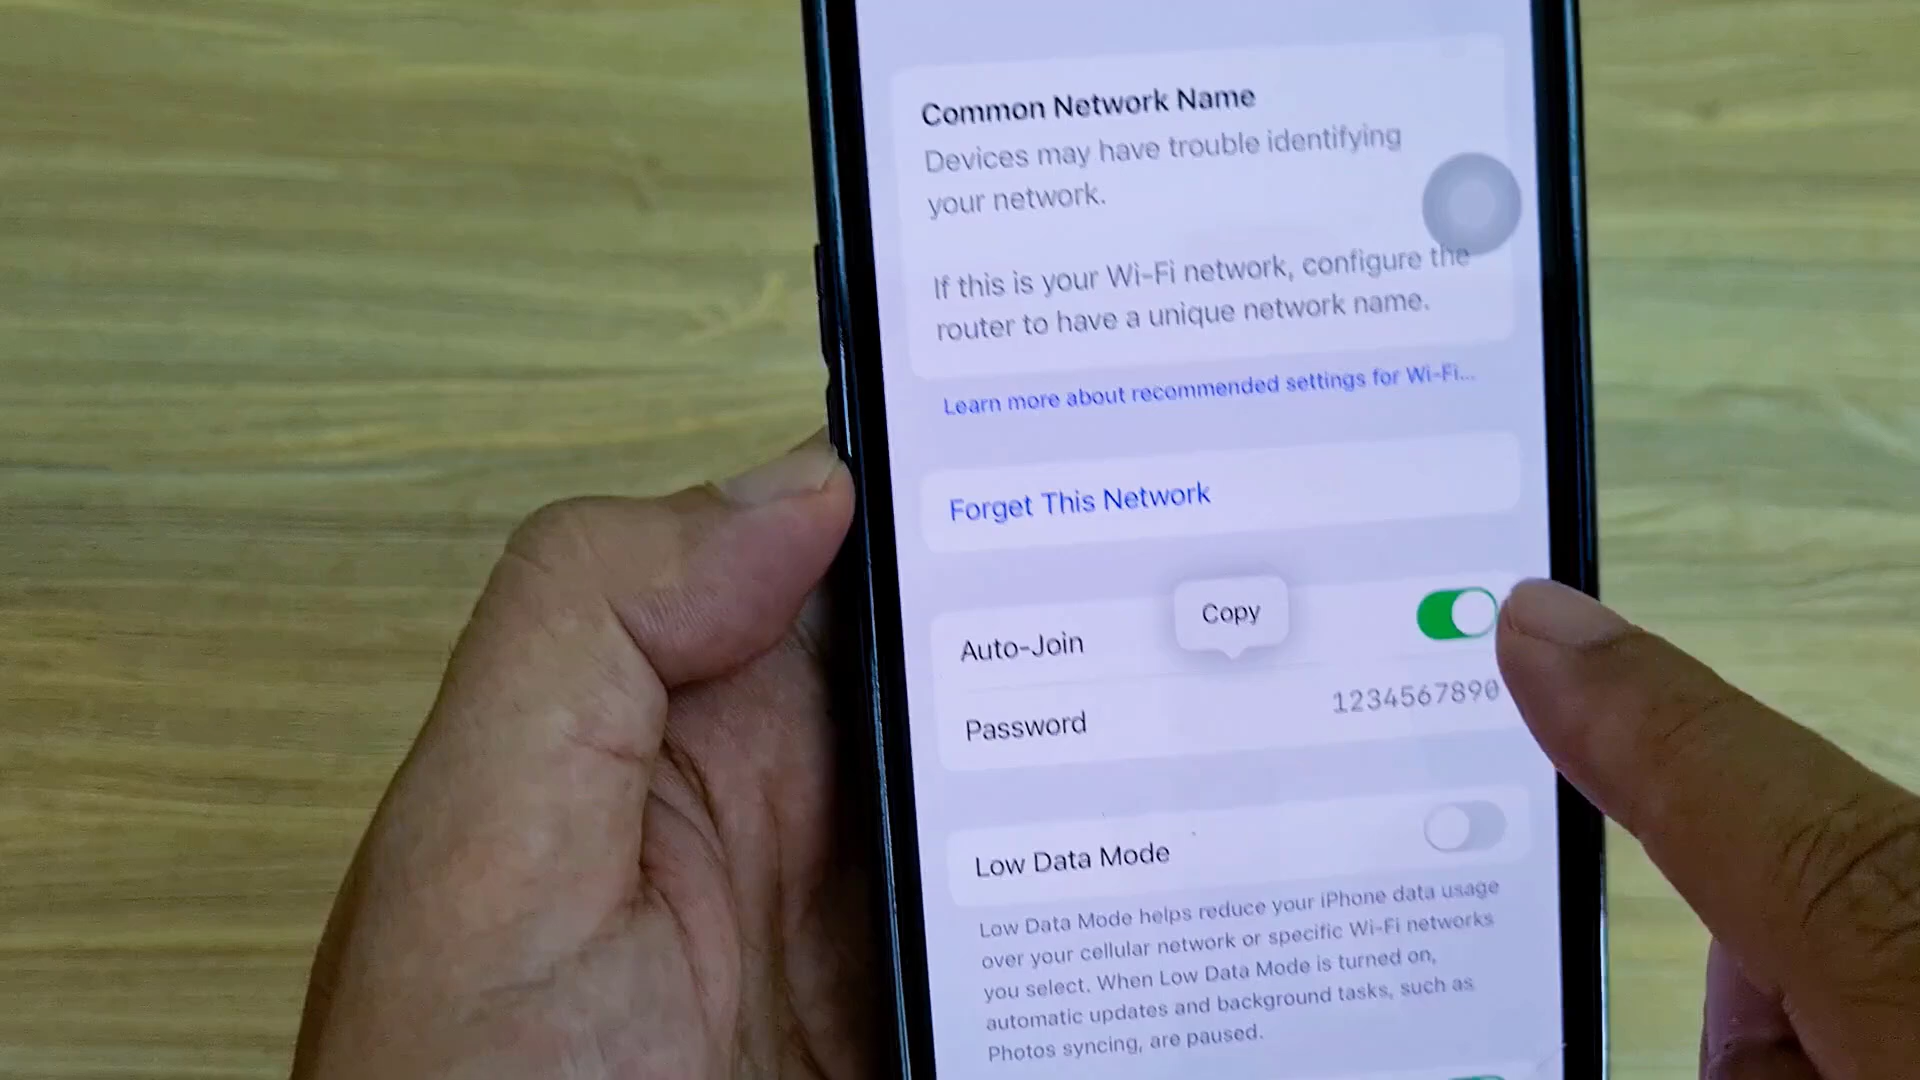 Common Network Name
Devices may have trouble identifying
your network.
If this is your Wi-Fi network, configure the
router to have a unique network name.
Learn more about recommended settings for Wi-Fi...
Forget This Network
Copy
Auto-Join
Password 1234567890
Low Data Mode
Low Data Mode helps reduce your iPhone data usage
over your cellular network or specific Wi-Fi networks
you select. When Low Data Mode is turned on,
automatic updates and background tasks, such as
Photos syncing, are paused.